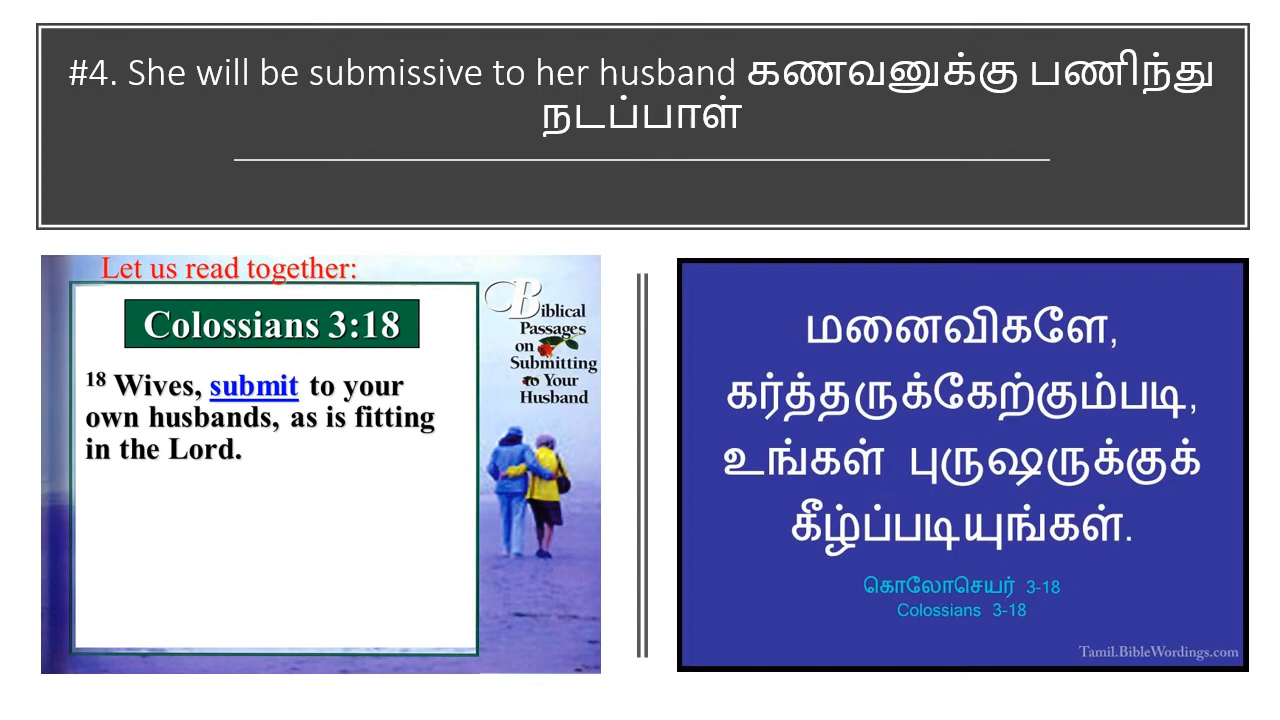 #4. She will be submissive to her husband கணவனுக்கு பணிந்து
நடப்பாள்
Let us read together:
Colossians 3:18
18 Wives, submit to your
own husbands, as is fitting
in the Lord.
Biblical
Passages
on
Submitting
to Your
Husband
மனைவிகளே,
கர்த்தருக்கேற்கும்படி,
உங்கள் புருஷருக்குக்
கீழ்ப்படியுங்கள்.
கொலோசெயர் 3-18
Colossians 3-18
Tamil.BibleWordings.com